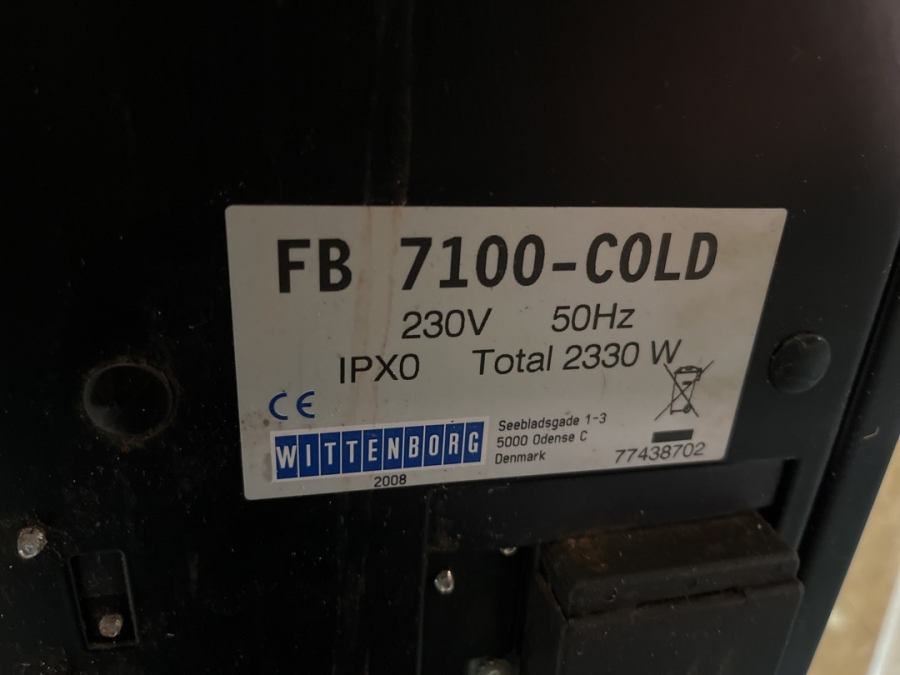 FB 7100-COLD
230V 50Hz
IPX0 Total 2330 W
CE
WITTENBORG
2008
Seebladsgade 1-3
5000 Odense C
Denmark
77438702